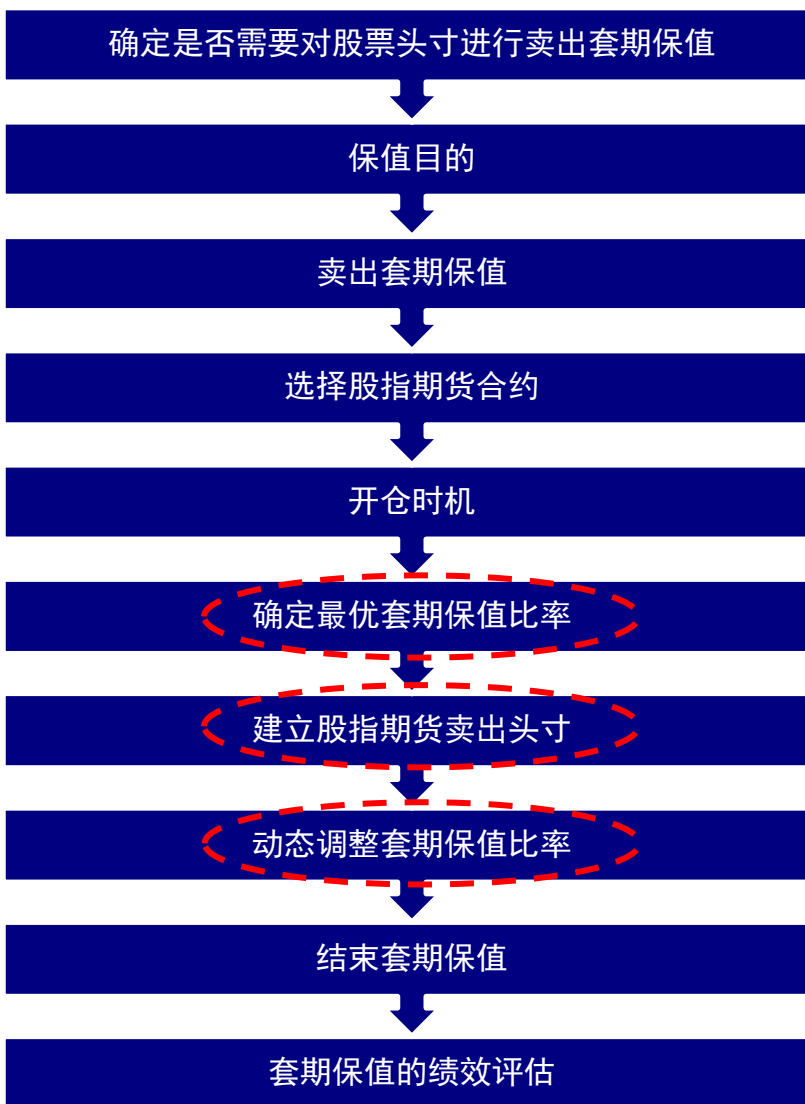 确定是否需要对股票头寸进行卖出套期保值
保值目的
卖出套期保值
选择股指期货合约
开仓时机
确定最优套期保值比率
建立股指期货卖出头寸
动态调整套期保值比率
结束套期保值
套期保值的绩效评估